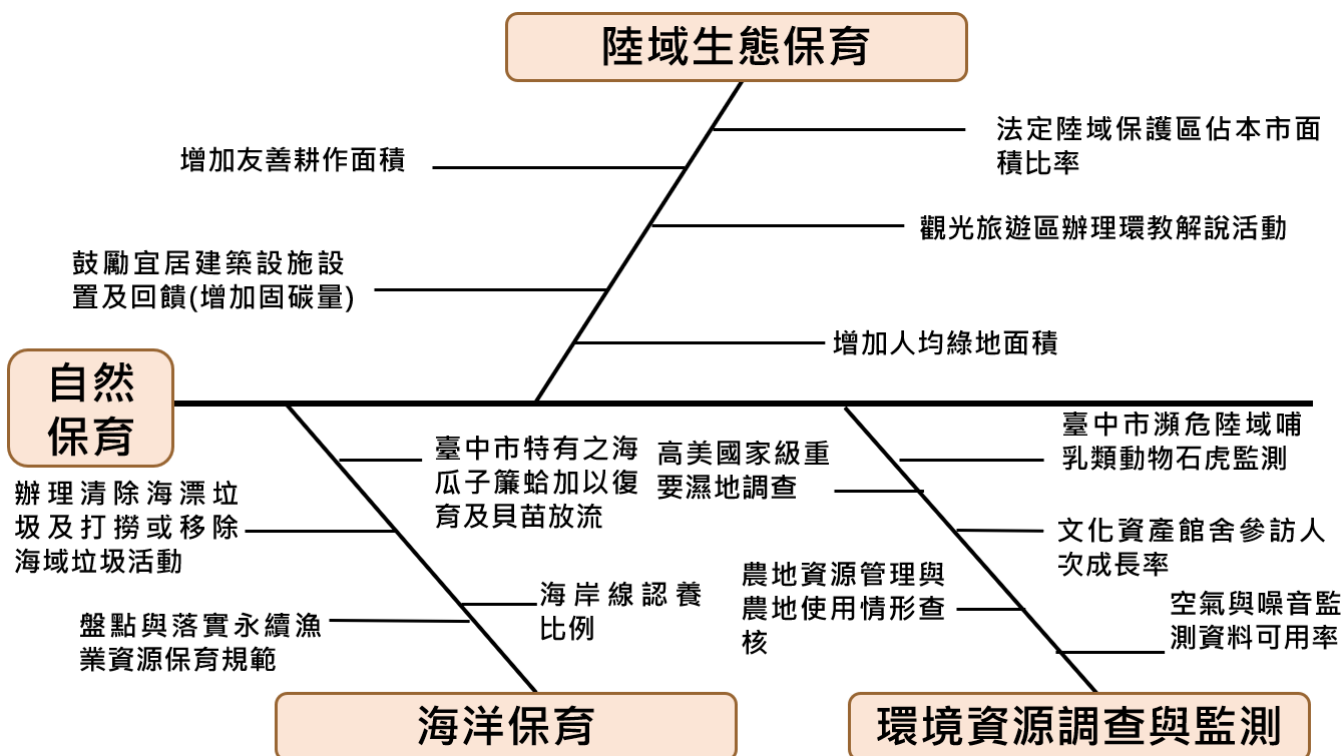 陸域生態保育
法定陸域保護區佔本市面
積比率
增加友善耕作面積
觀光旅遊區辦理環教解說活動
鼓勵宜居建築設施設
置及回饋(增加固碳量)
增加人均綠地面積
自然
保育
臺中市特有之海
瓜子簾蛤加以復
育及貝苗放流
辦理清除海漂垃
圾及打撈或移除
海域垃圾活動
海岸線認養
比例
盤點與落實永續漁
業資源保育規範
海洋保育
臺中市瀕危陸域哺
乳類動物石虎監測
高美國家級重
要濕地調查
文化資產館舍參訪人
次成長率
農地資源管理與
農地使用情形查
核
空氣與噪音監
測資料可用率
環境資源調查與監測